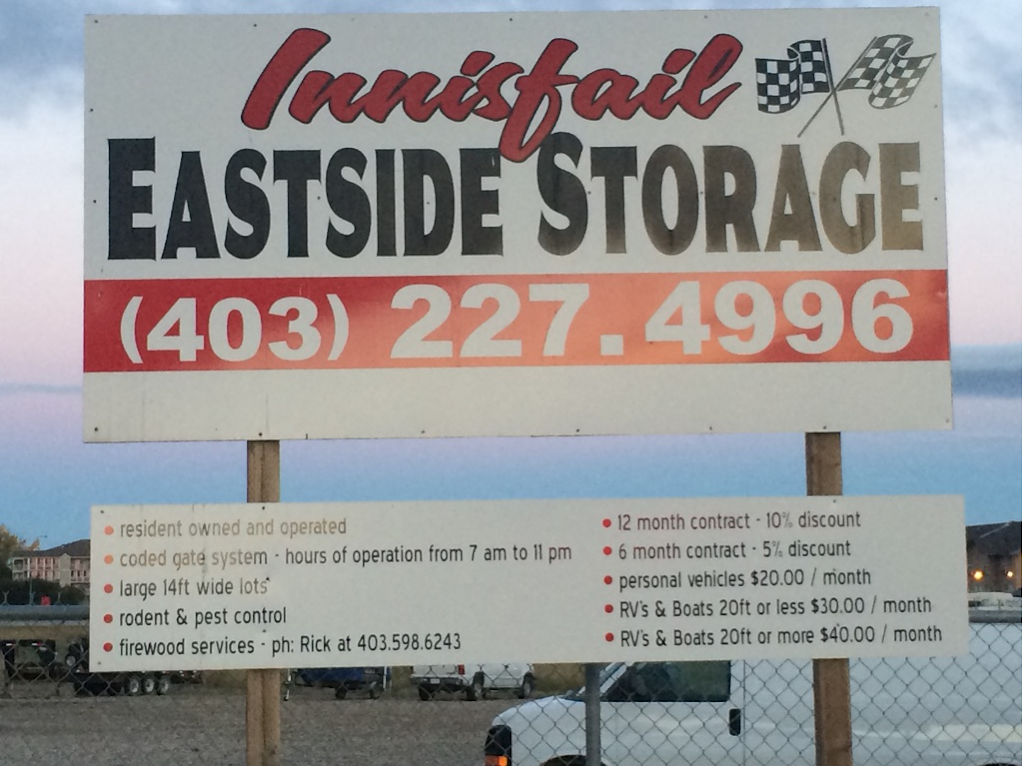 Innisfail
EASTSIDE STORAGE
(403) 227.4996
resident owned and operated
coded gate system - hours of operation from 7 am to 11 pm
large 14ft wide lots
rodent & pest control
firewood services - ph: Rick at 403.598.6243
12 month contract - 10% discount
6 month contract - 5% discount
personal vehicles $20.00 / month
RV's & Boats 20ft or less $30.00 / month
RV's & Boats 20ft or more $40.00 / month